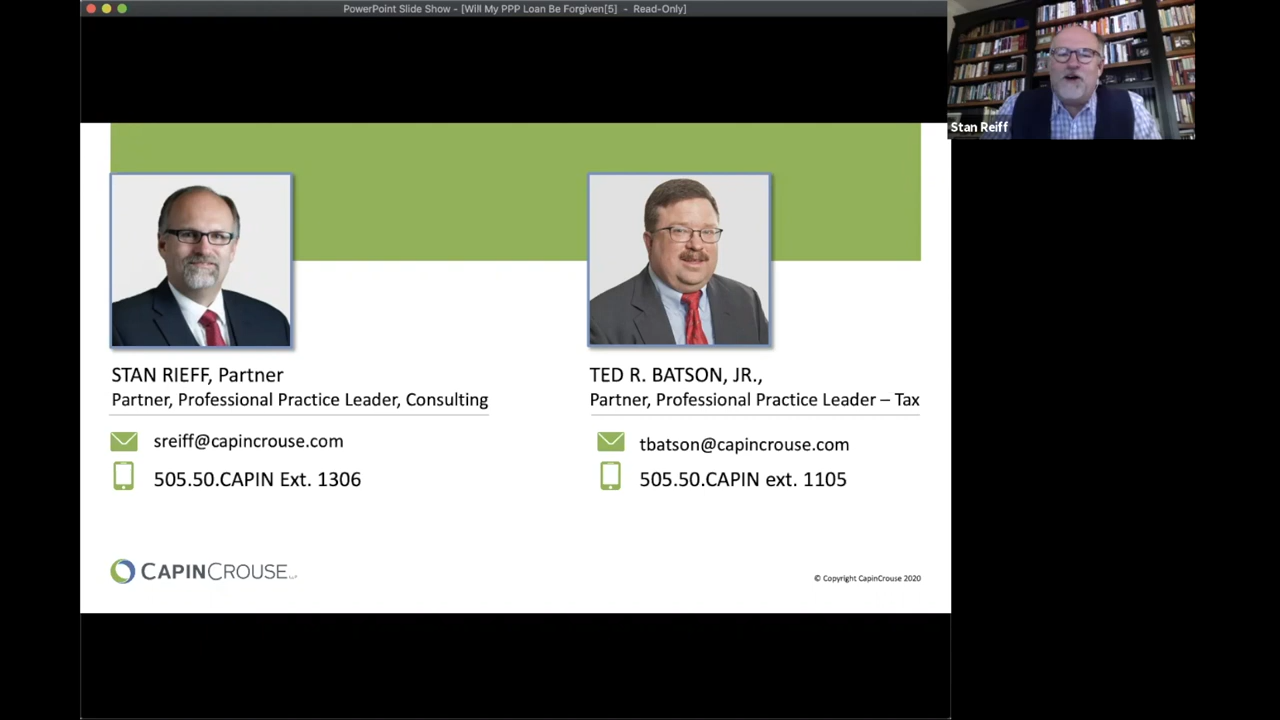 PowerPoint Slide Show - [Will My PPP Loan Be Forgiven[5] - Read-Only]
Stan Reiff
STAN RIEFF, Partner
Partner, Professional Practice Leader, Consulting
sreiff@capincrouse.com
505.50.CAPIN Ext. 1306
TED R. BATSON, JR.,
Partner, Professional Practice Leader – Tax
tbatson@capincrouse.com
505.50.CAPIN ext. 1105
CAPINCROUSE LLP
© Copyright CapinCrouse 2020